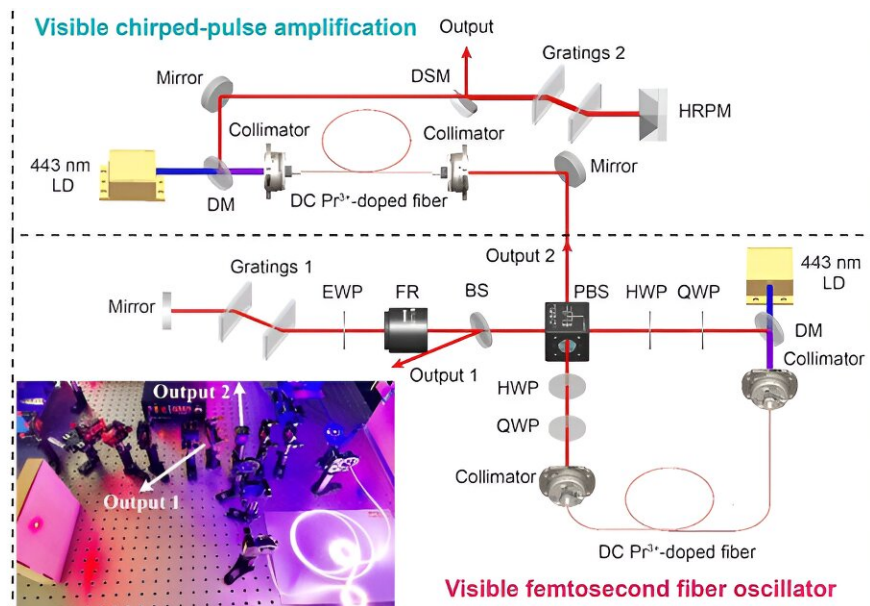 Visible chirped-pulse amplification
Output
Gratings 2
Mirror
DSM
HRPM
Collimator
Collimator
Mirror
443 nm
LD
DM
DC Pr³⁺-doped fiber
Output 2
443 nm
LD
Gratings 1
Mirror
EWP
FR
BS
PBS
HWP
QWP
DM
Collimator
Output 1
HWP
QWP
Collimator
DC Pr³⁺-doped fiber
Output 2
Output 1
Visible femtosecond fiber oscillator